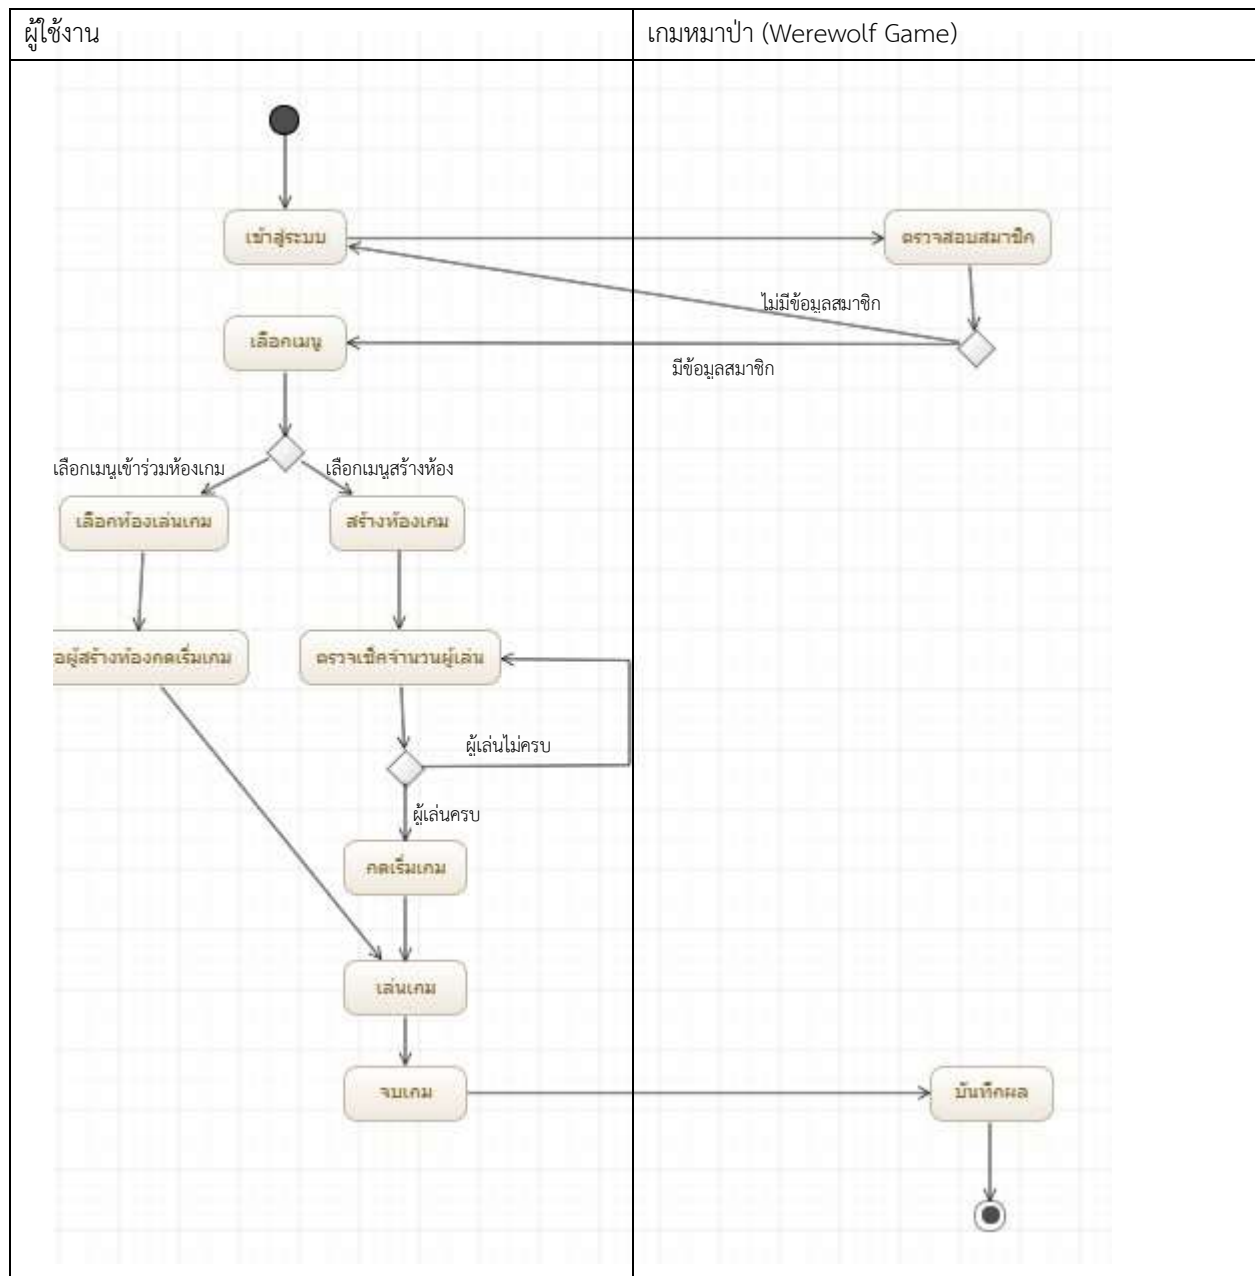 ผู้ใช้งาน
เกมหมาป่า (Werewolf Game)
เข้าสู่ระบบ
ตรวจสอบสมาชิก
ไม่มีข้อมูลสมาชิก
เลือกเมนู
มีข้อมูลสมาชิก
เลือกเมนูเข้าร่วมห้องเกม
เลือกเมนูสร้างห้อง
เลือกห้องเล่นเกม
สร้างห้องเกม
อผู้สร้างห้องกดเริ่มเกม
ตรวจเช็คจำนวนผู้เล่น
ผู้เล่นไม่ครบ
ผู้เล่นครบ
กดเริ่มเกม
เล่นเกม
จบเกม
บันทึกผล